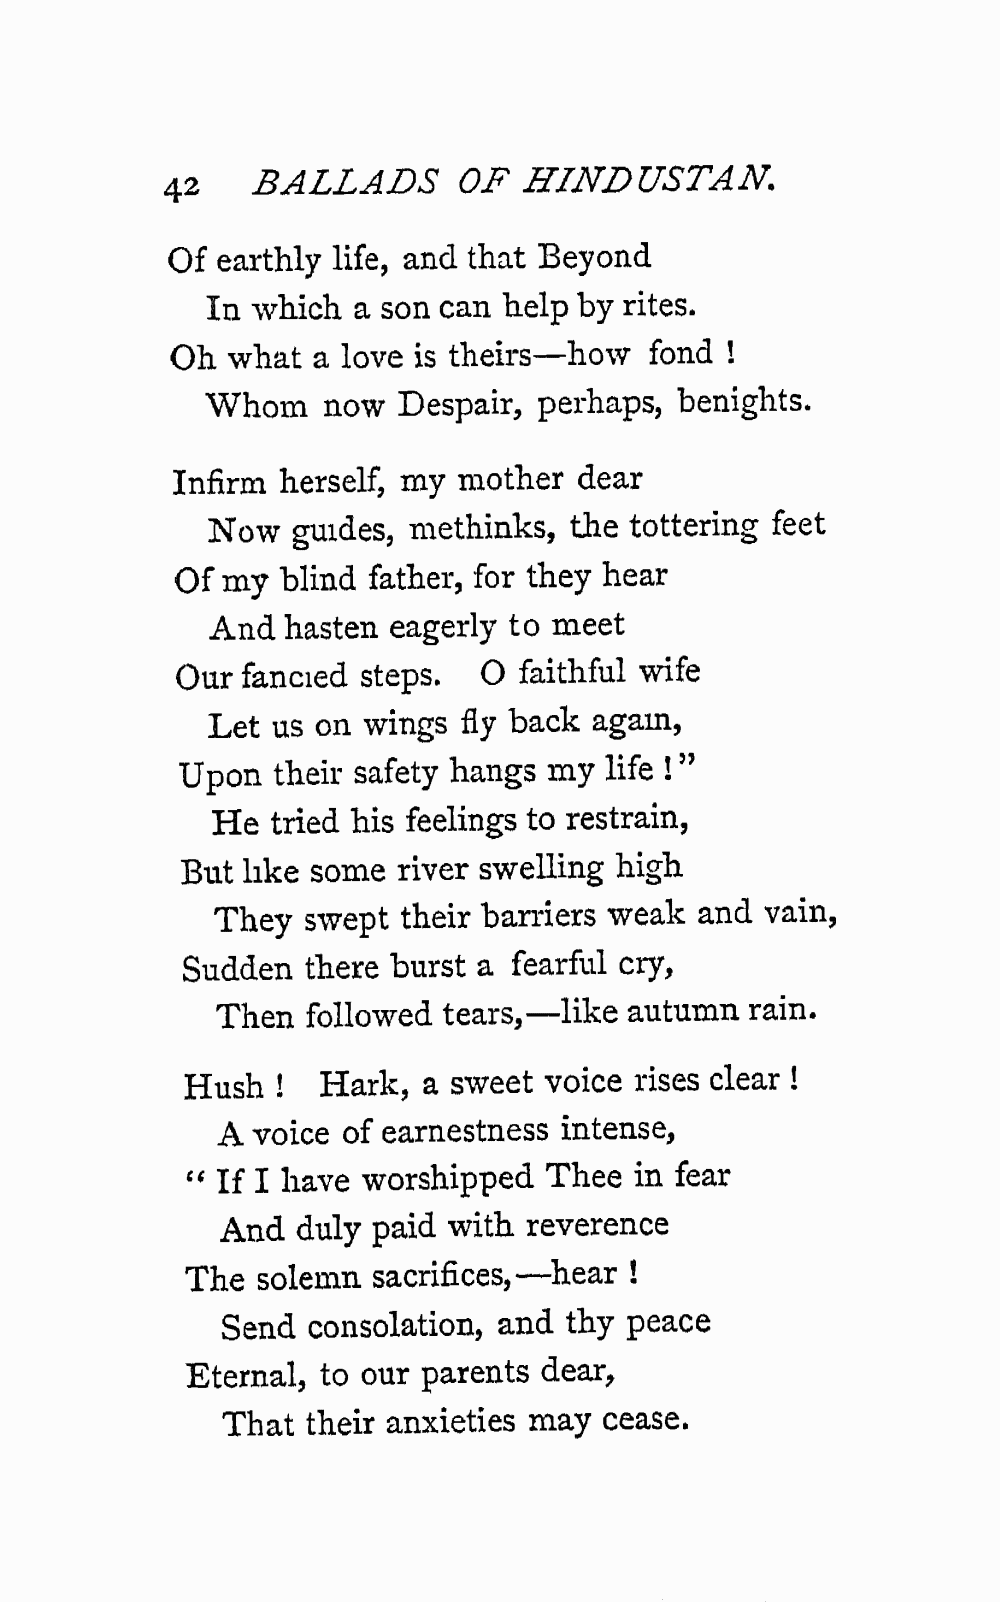 42 BALLADS OF HINDUSTAN.
Of earthly life, and that Beyond
In which a son can help by rites.
Oh what a love is theirs—how fond !
Whom now Despair, perhaps, benights.
Infirm herself, my mother dear
Now guides, methinks, the tottering feet
Of my blind father, for they hear
And hasten eagerly to meet
Our fancied steps. O faithful wife
Let us on wings fly back again,
Upon their safety hangs my life !”
He tried his feelings to restrain,
But like some river swelling high
They swept their barriers weak and vain,
Sudden there burst a fearful cry,
Then followed tears,—like autumn rain.
Hush ! Hark, a sweet voice rises clear !
A voice of earnestness intense,
“ If I have worshipped Thee in fear
And duly paid with reverence
The solemn sacrifices,—hear !
Send consolation, and thy peace
Eternal, to our parents dear,
That their anxieties may cease.